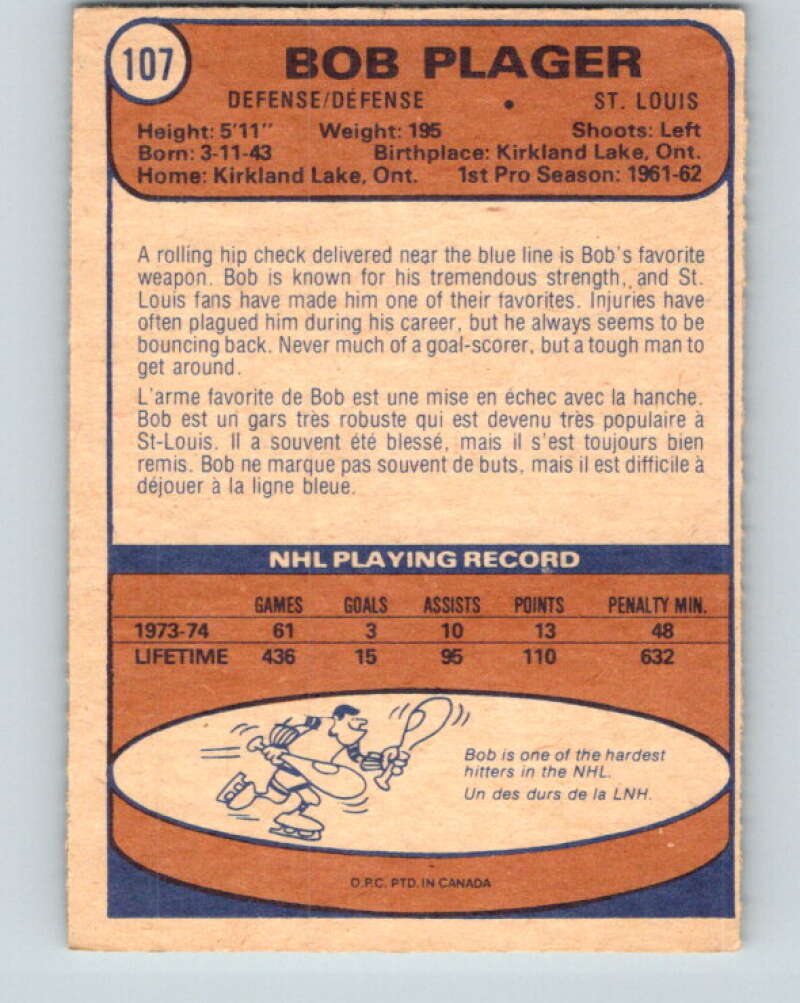 107
BOB PLAGER
DEFENSE/DÉFENSE • ST. LOUIS
Height: 5'11" Weight: 195 Shoots: Left
Born: 3-11-43 Birthplace: Kirkland Lake, Ont.
Home: Kirkland Lake, Ont. 1st Pro Season: 1961-62
A rolling hip check delivered near the blue line is Bob's favorite
weapon. Bob is known for his tremendous strength, and St.
Louis fans have made him one of their favorites. Injuries have
often plagued him during his career, but he always seems to be
bouncing back. Never much of a goal-scorer, but a tough man to
get around.
L'arme favorite de Bob est une mise en échec avec la hanche.
Bob est un gars très robuste qui est devenu très populaire à
St-Louis. Il a souvent été blessé, mais il s'est toujours bien
remis. Bob ne marque pas souvent de buts, mais il est difficile à
déjouer à la ligne bleue.
NHL PLAYING RECORD
GAMES GOALS ASSISTS POINTS PENALTY MIN.
1973-74 61 3 10 13 48
LIFETIME 436 15 95 110 632
Bob is one of the hardest
hitters in the NHL.
Un des durs de la LNH.
O.P.C. PTD. IN CANADA